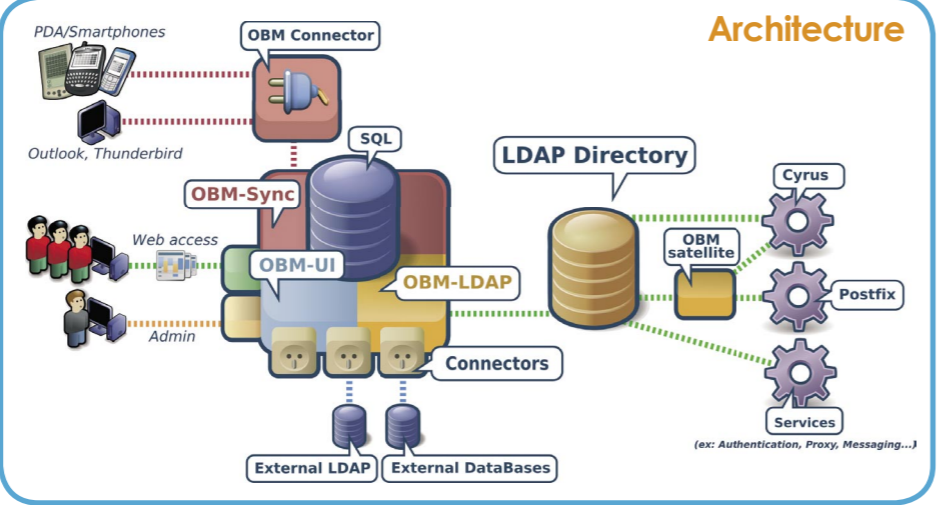 Architecture
PDA/Smartphones
OBM Connector
Outlook, Thunderbird
SQL
LDAP Directory
Cyrus
OBM-Sync
OBM
satellite
Web access
OBM-UI
OBM-LDAP
Postfix
Admin
Connectors
Services
(ex: Authentication, Proxy, Messaging...)
External LDAP
External DataBases